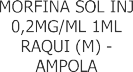 MORFINA SOL INJ
0,2MG/ML 1ML
RAQUI (M) -
AMPOLA